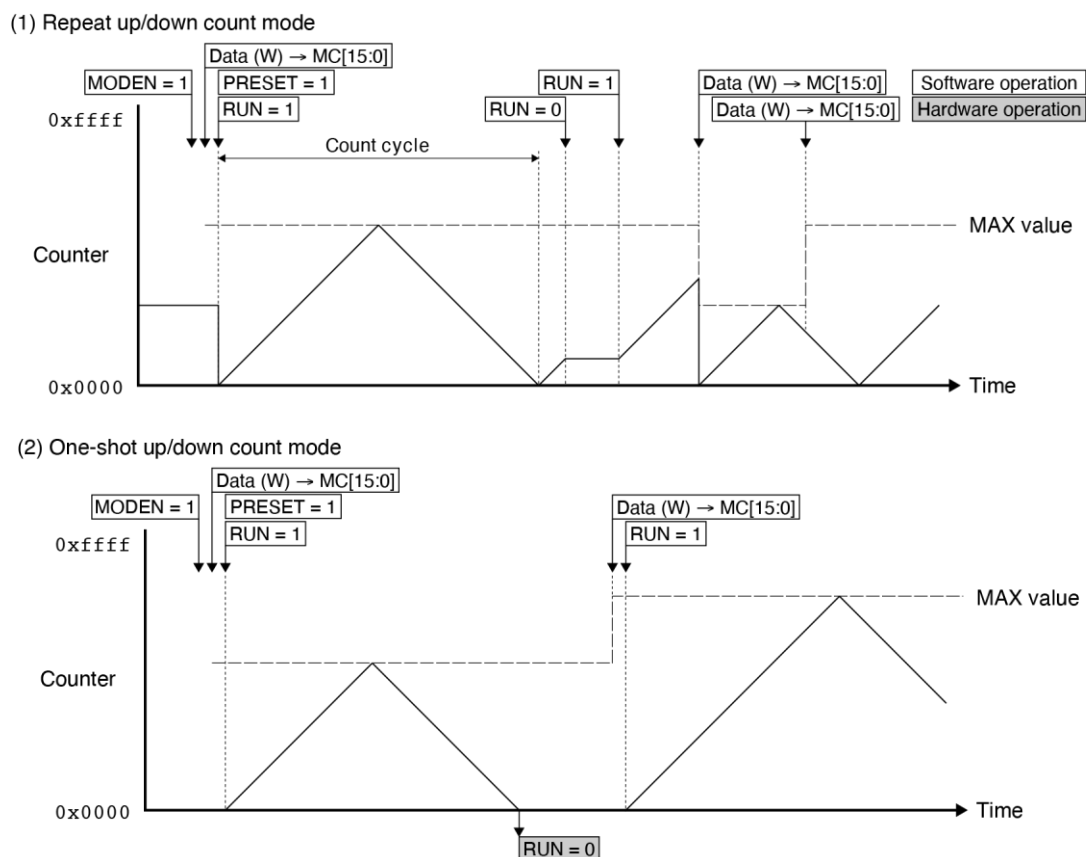 (1) Repeat up/down count mode
Data (W) → MC[15:0]
MODEN = 1
PRESET = 1
RUN = 1
RUN = 1
RUN = 0
Data (W) → MC[15:0]
Data (W) → MC[15:0]
Software operation
Hardware operation
0xffff
Count cycle
MAX value
Counter
0x0000
Time
(2) One-shot up/down count mode
Data (W) → MC[15:0]
MODEN = 1
PRESET = 1
RUN = 1
Data (W) → MC[15:0]
RUN = 1
0xffff
MAX value
Counter
0x0000
Time
RUN = 0